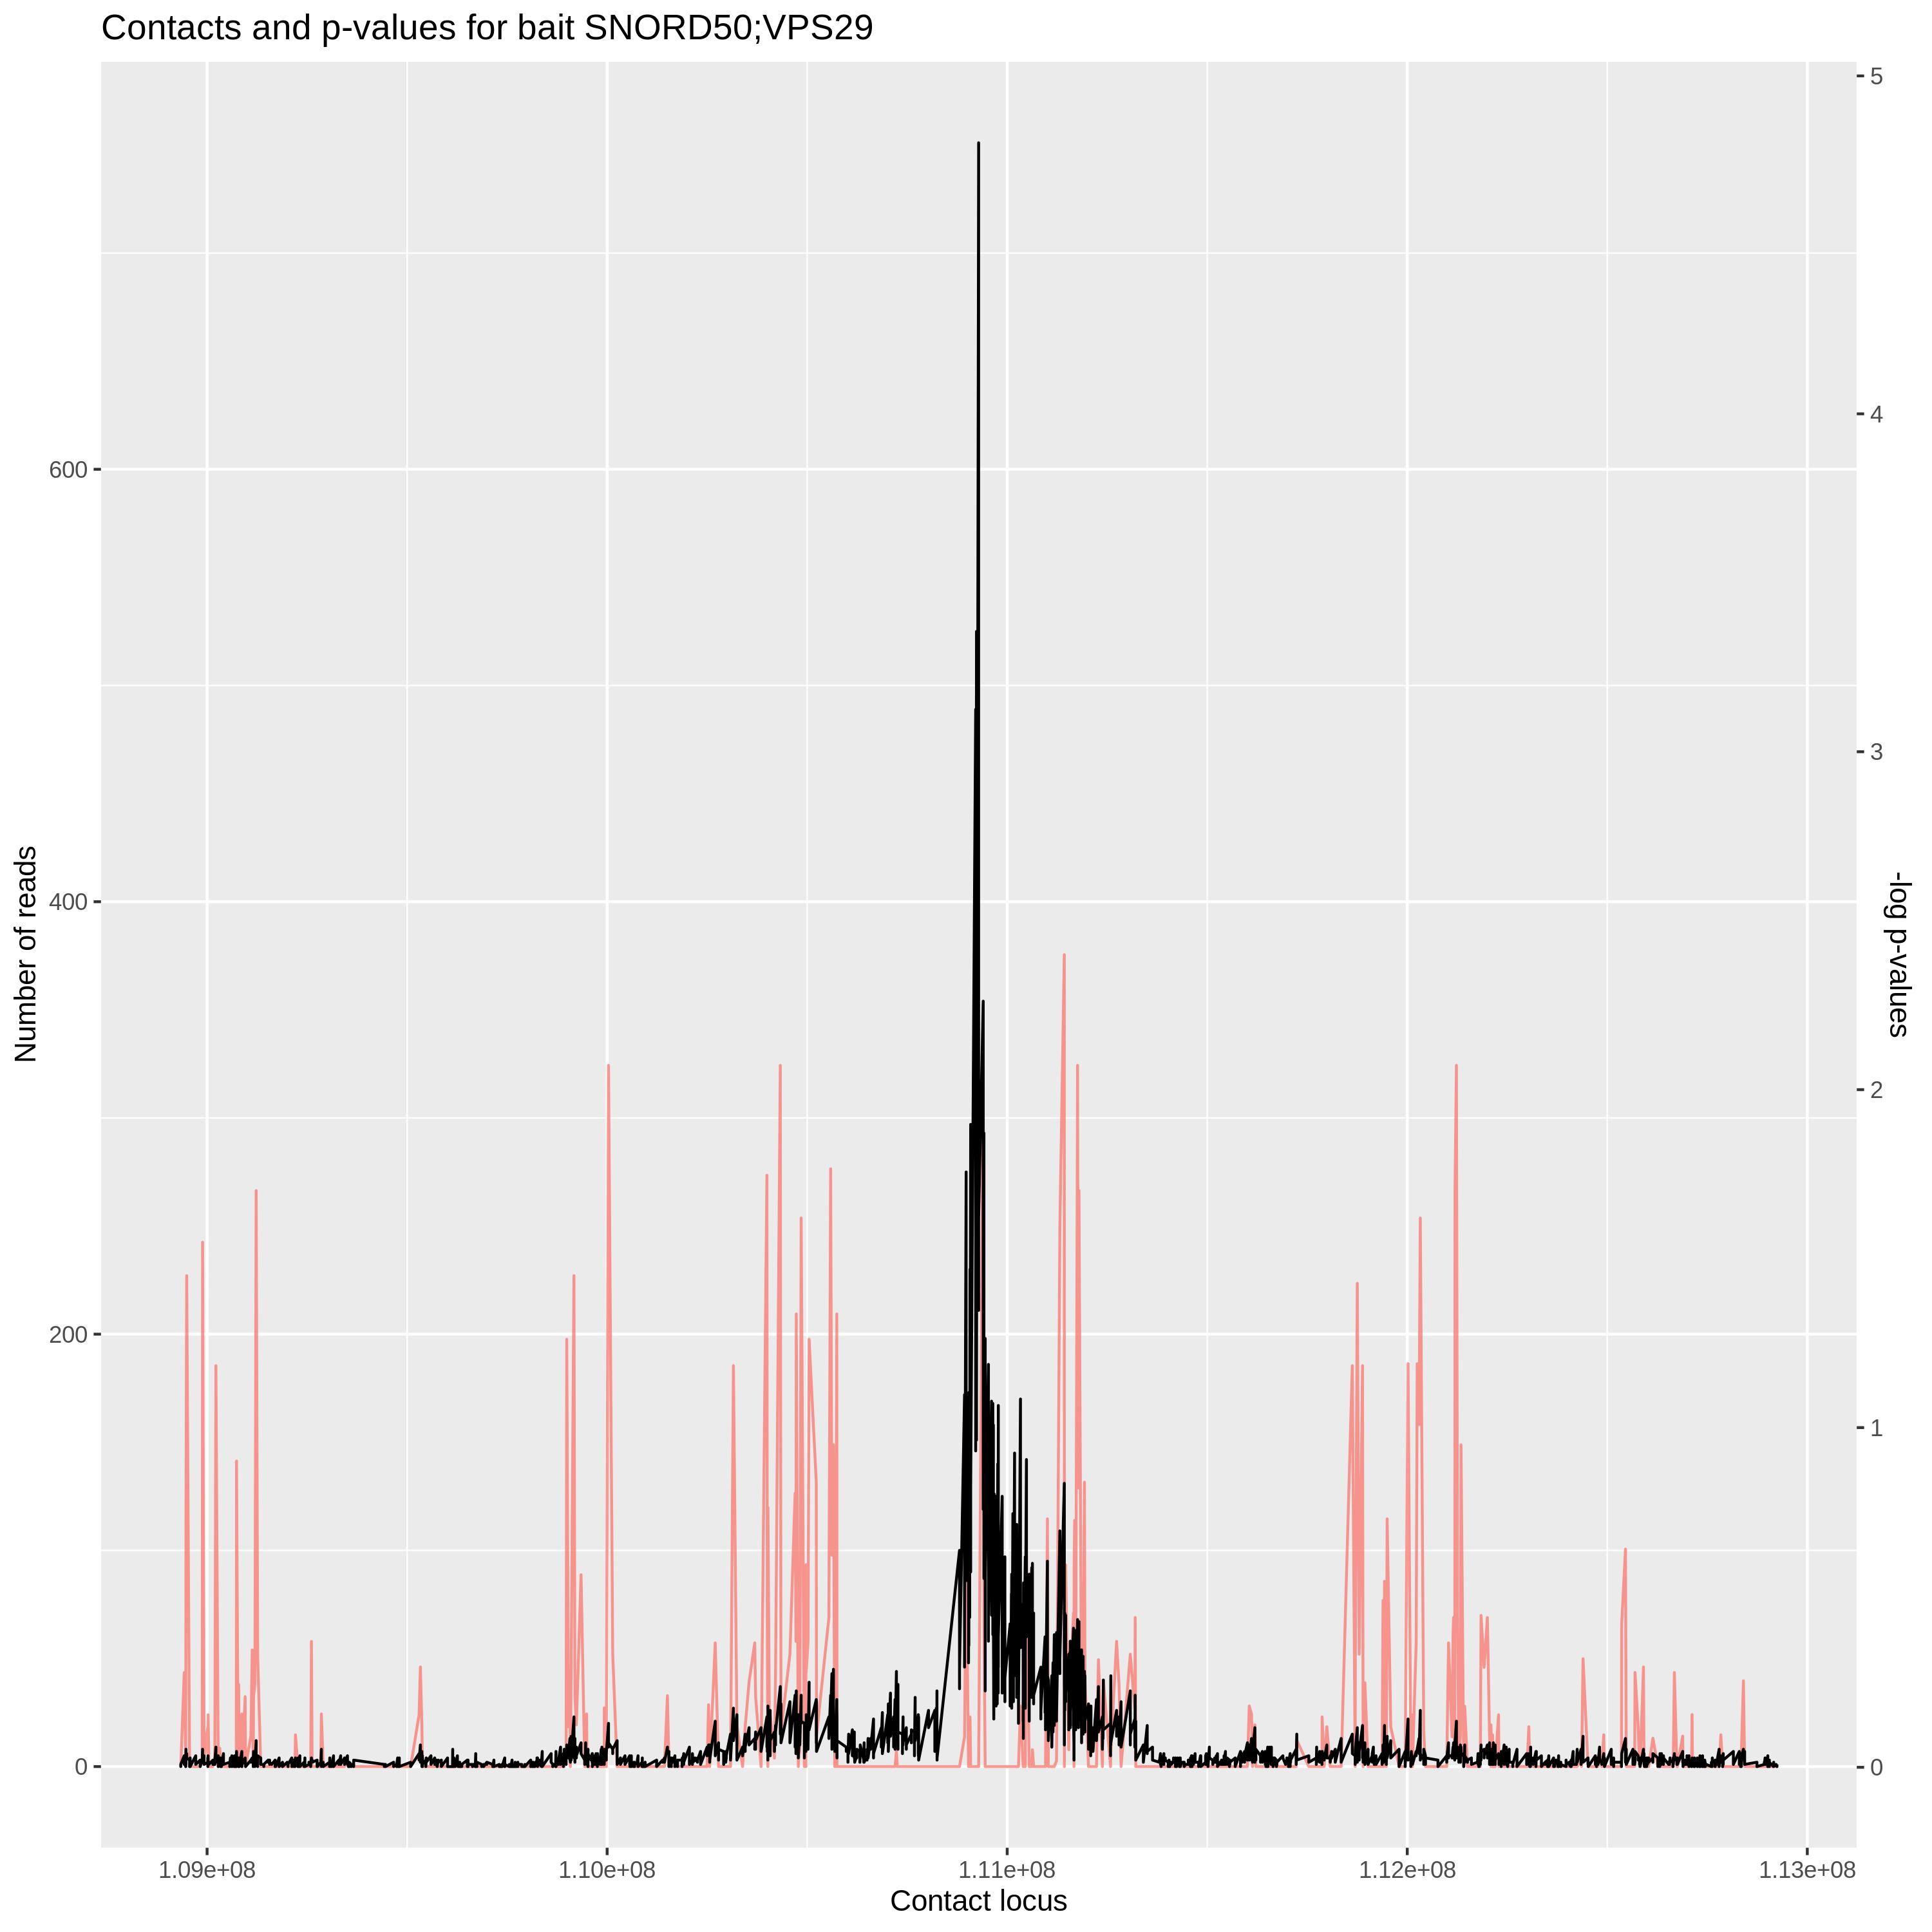 Contacts and p-values for bait SNORD50;VPS29
5
4
600
3
400
Number of reads
-log p-values
2
200
1
0
0
1.09e+08
1.10e+08
1.11e+08
1.12e+08
1.13e+08
Contact locus